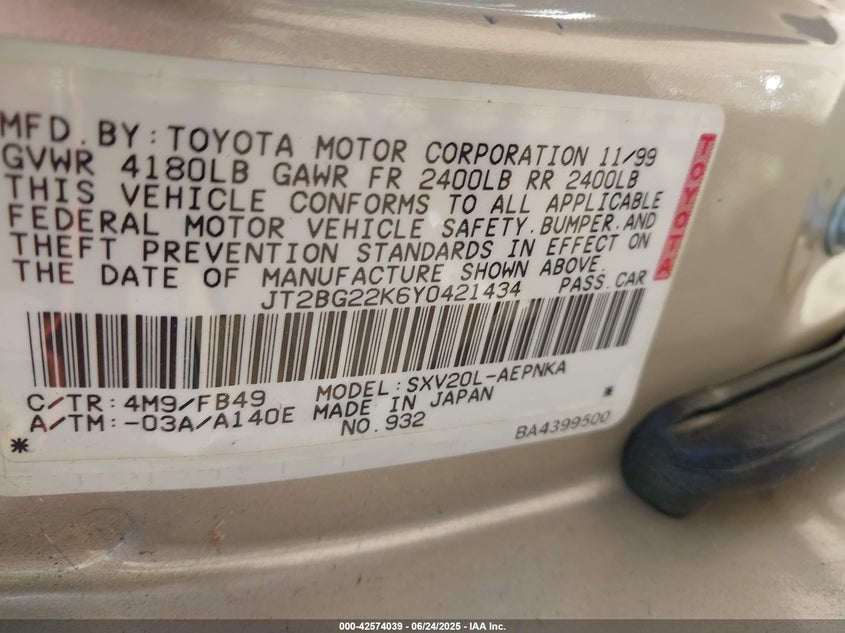 MFD. BY: TOYOTA MOTOR CORPORATION 11/99
GVWR 4180LB GAWR FR 2400LB RR 2400LB
THIS VEHICLE CONFORMS TO ALL APPLICABLE
FEDERAL MOTOR VEHICLE SAFETY, BUMPER, AND
THEFT PREVENTION STANDARDS IN EFFECT ON
THE DATE OF MANUFACTURE SHOWN ABOVE.
JT2BG22K6Y0421434 PASS. CAR
TOYOTA
C/TR: 4M9/FB49 MODEL: SXV20L-AEPNKA
A/TM: -03A/A140E MADE IN JAPAN *
* NO. 932 BA4399500
000-42574039 | 06/24/2025 - IAA Inc.